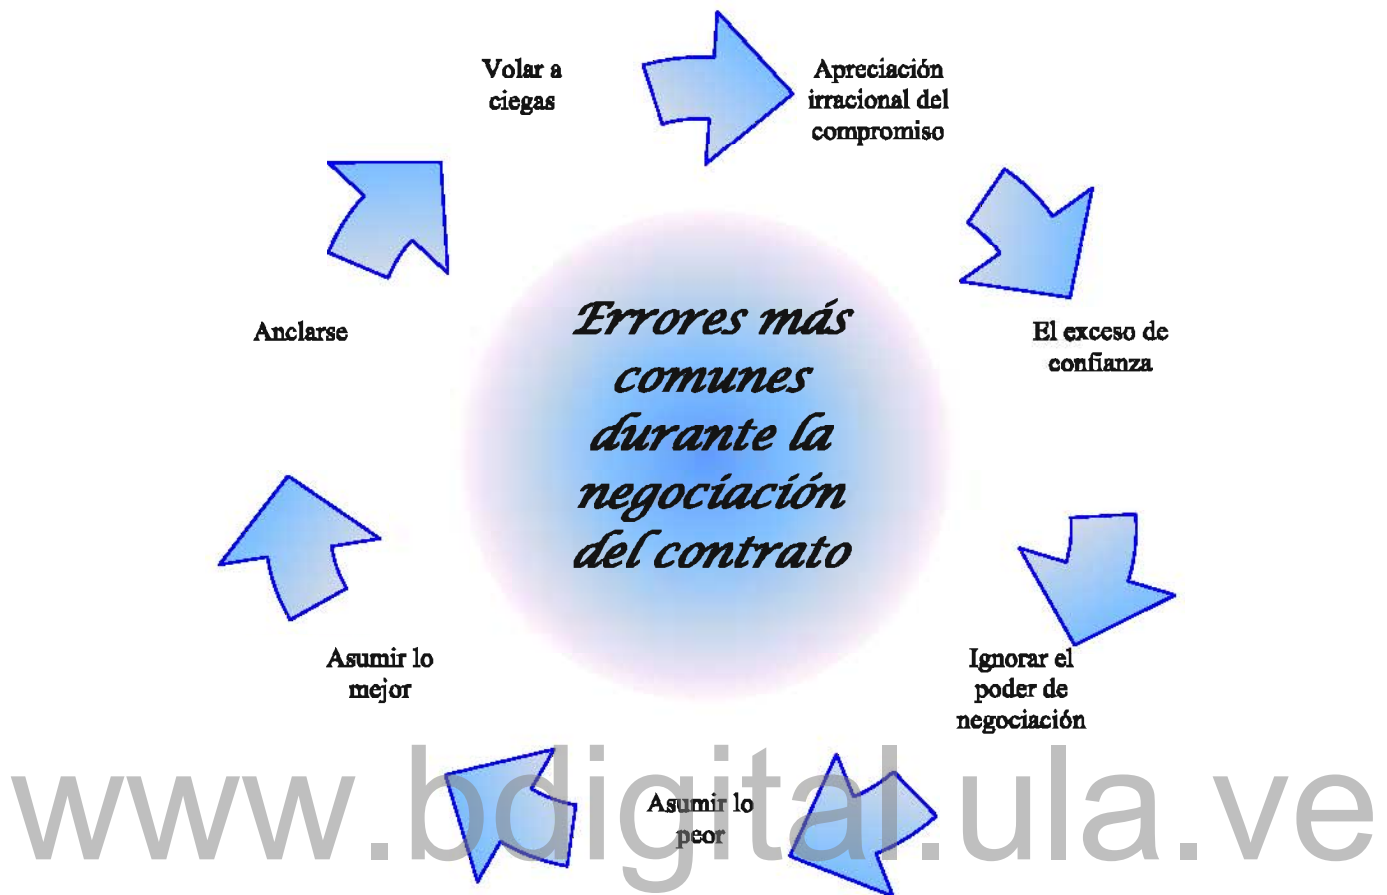 Volar a
ciegas
Apreciación
irracional del
compromiso
Anclarse
Errores más
comunes
durante la
negociación
del contrato
El exceso de
confianza
Asumir lo
mejor
Ignorar el
poder de
negociación
Asumir lo
peor
www.bdigital.ula.ve